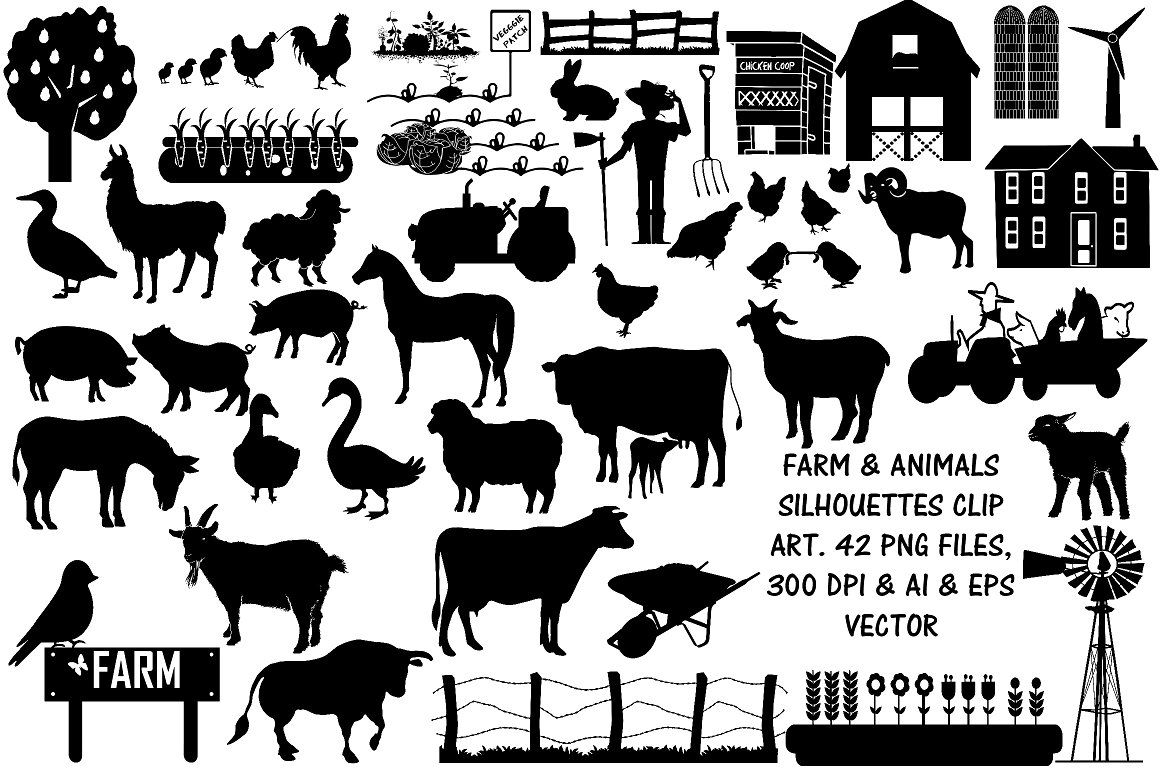 VEGGIE
PATCH
CHICKEN COOP
FARM & ANIMALS
SILHOUETTES CLIP
ART. 42 PNG FILES,
300 DPI & AI & EPS
VECTOR
FARM